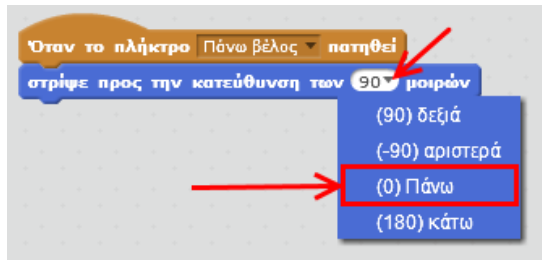 Όταν το πλήκτρο Πάνω βέλος πατηθεί
στρίψε προς την κατεύθυνση των 90 μοιρών
(90) δεξιά
(-90) αριστερά
(0) Πάνω
(180) κάτω